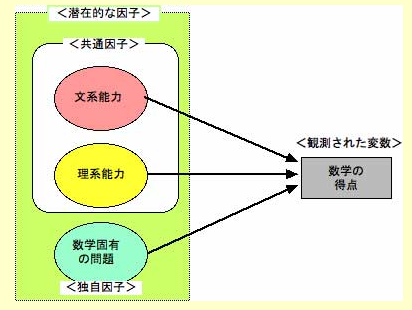 ＜潜在的な因子＞
＜共通因子＞
文系能力
＜観測された変数＞
理系能力
数学の
得点
数学固有
の問題
＜独自因子＞